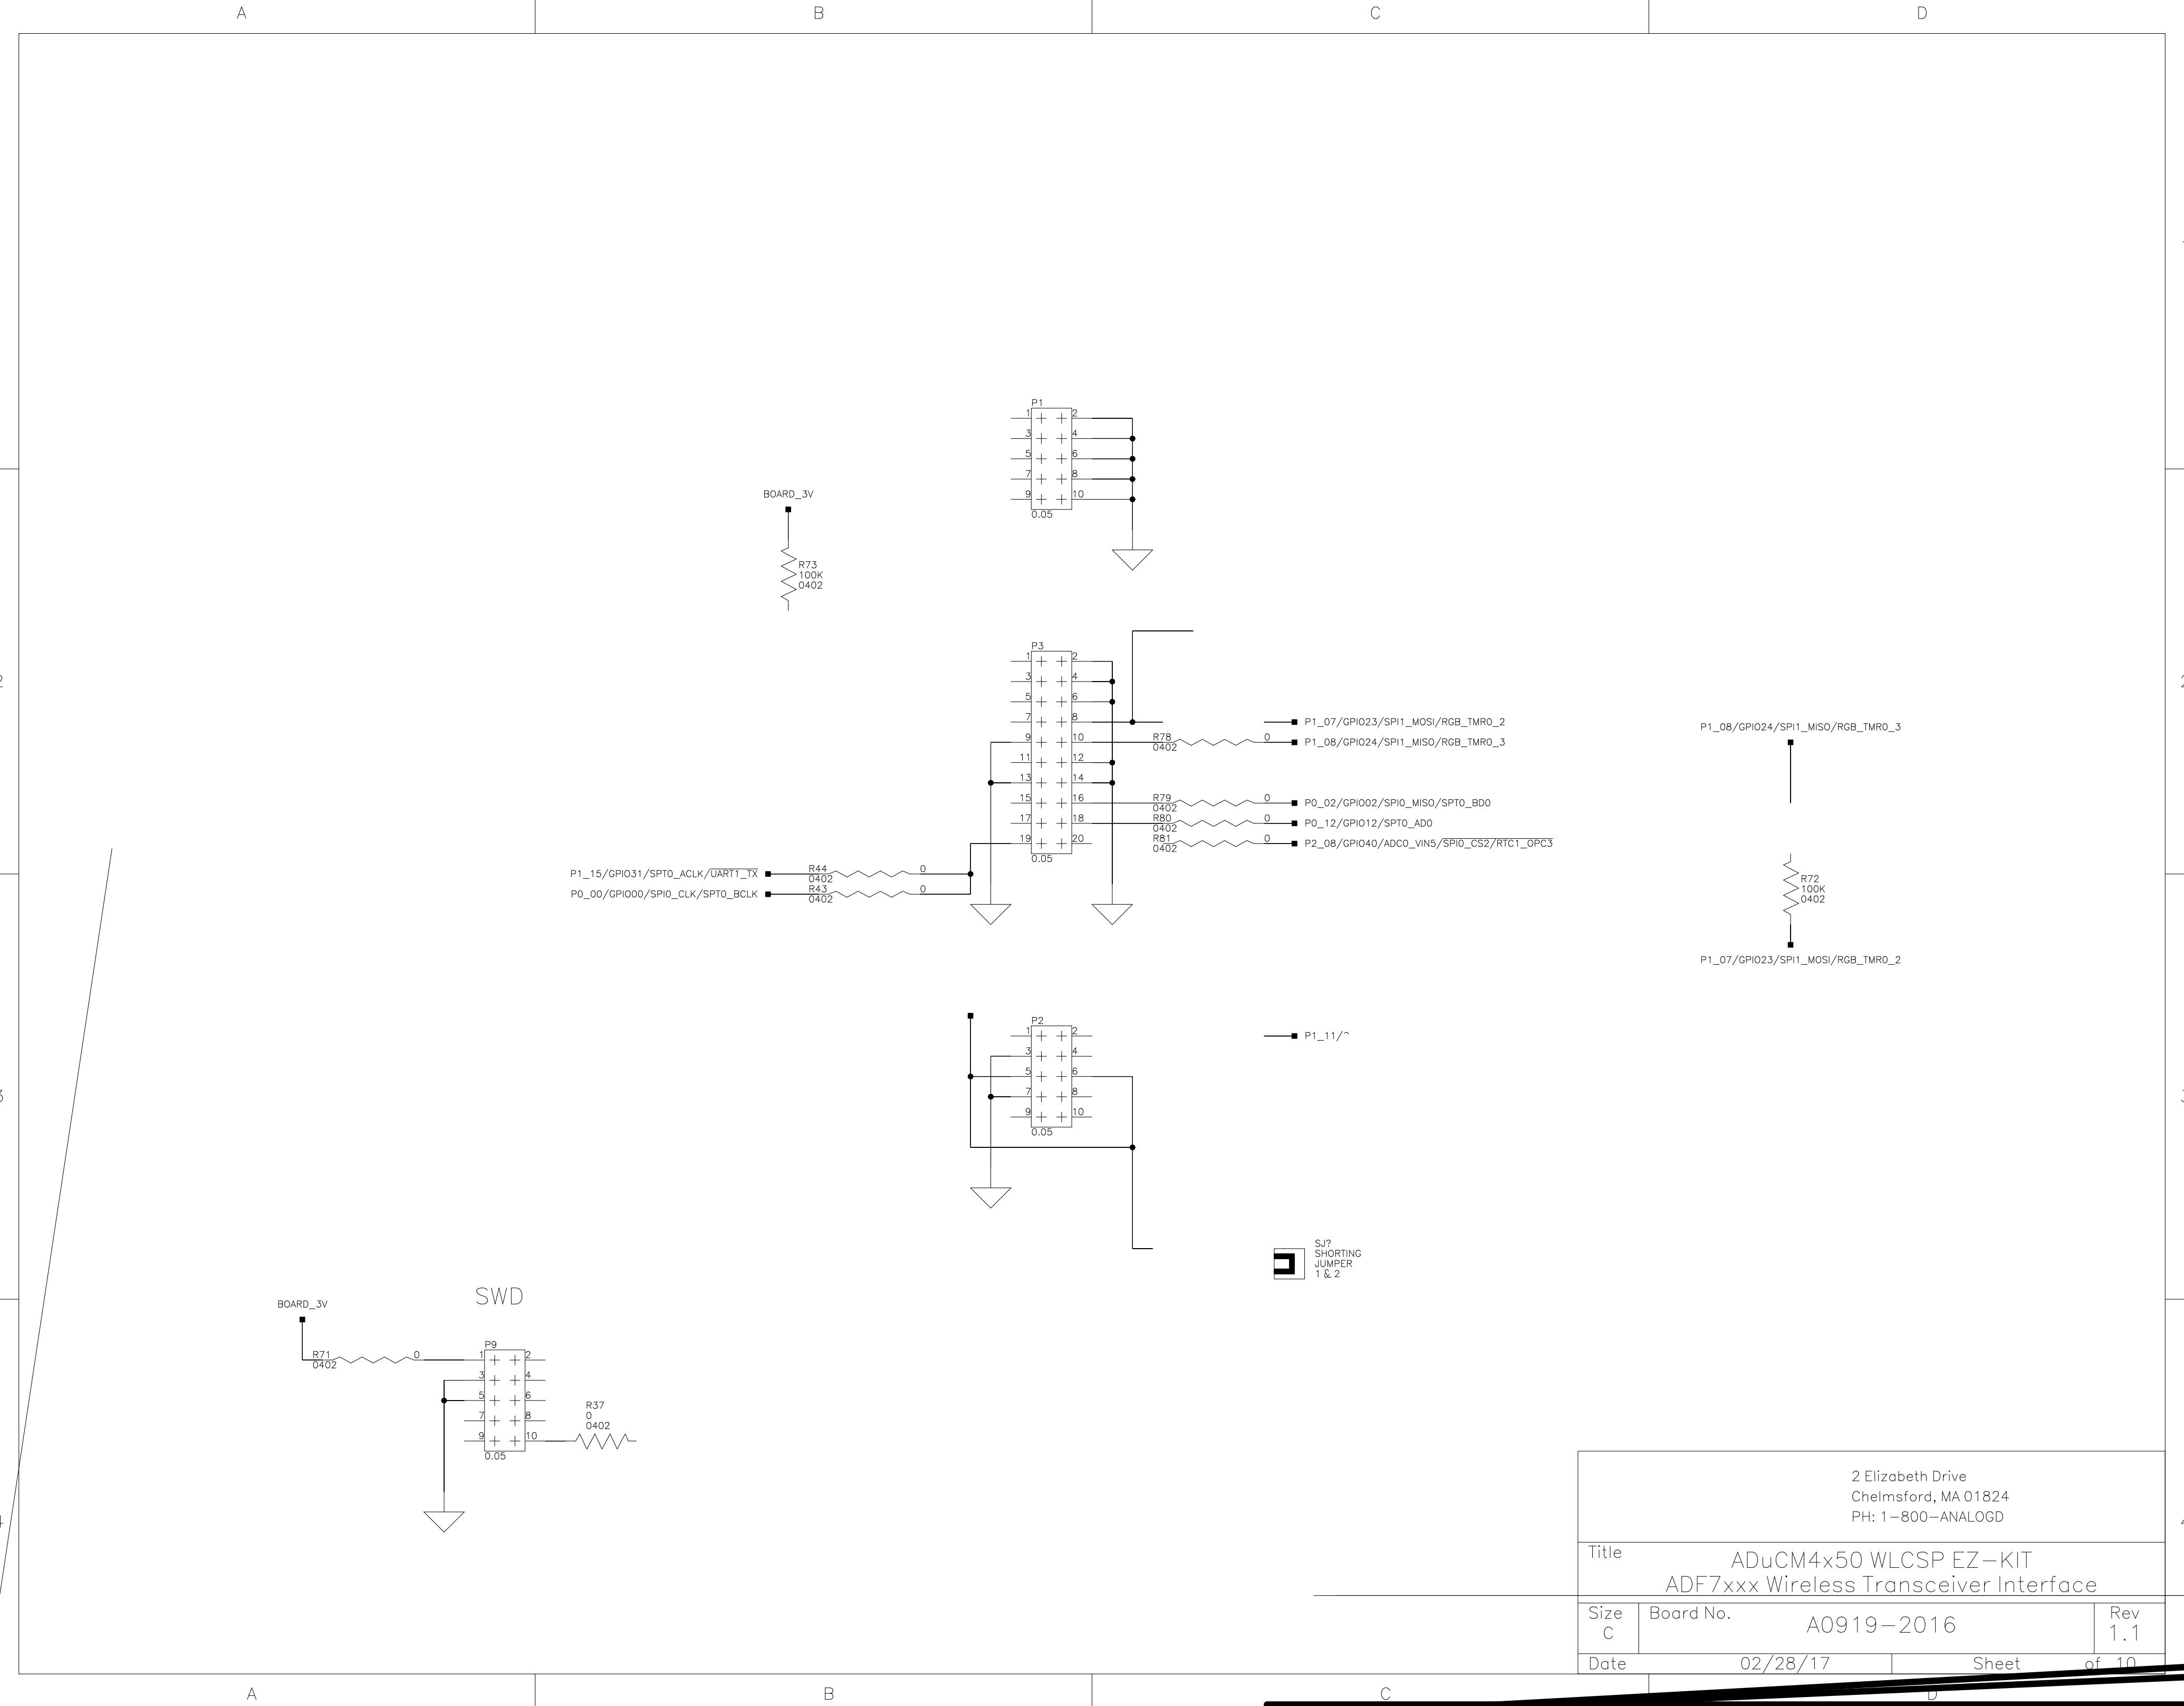 A B C D
P1
1 2
3 4
5 6
7 8
9 10
0.05
BOARD_3V
R73
100K
0402
P3
1 2
3 4
5 6
7 8
9 10
11 12
13 14
15 16
17 18
19 20
0.05
P1_07/GPIO23/SPI1_MOSI/RGB_TMR0_2
R78 0 P1_08/GPIO24/SPI1_MISO/RGB_TMR0_3
0402
R79 0 P0_02/GPIO02/SPI0_MISO/SPT0_BD0
0402
R80 0 P0_12/GPIO12/SPT0_AD0
0402
R81 0 P2_08/GPIO40/ADC0_VIN5/SPI0_CS2/RTC1_OPC3
0402
P1_15/GPIO31/SPT0_ACLK/UART1_TX R44 0
0402
P0_00/GPIO00/SPI0_CLK/SPT0_BCLK R43 0
0402
P1_08/GPIO24/SPI1_MISO/RGB_TMR0_3
R72
100K
0402
P1_07/GPIO23/SPI1_MOSI/RGB_TMR0_2
2
3
P2
1 2
3 4
5 6
7 8
9 10
0.05
P1_11/
SJ?
SHORTING
JUMPER
1 & 2
SWD
BOARD_3V
R71 0
0402
P9
1 2
3 4
5 6
7 8
9 10
0.05
R37
0
0402
2 Elizabeth Drive
Chelmsford, MA 01824
PH: 1-800-ANALOGD
Title
ADuCM4x50 WLCSP EZ-KIT
ADF7xxx Wireless Transceiver Interface
Size
C
Board No.
A0919-2016
Rev
1.1
Date 02/28/17 Sheet of 10
A B C D